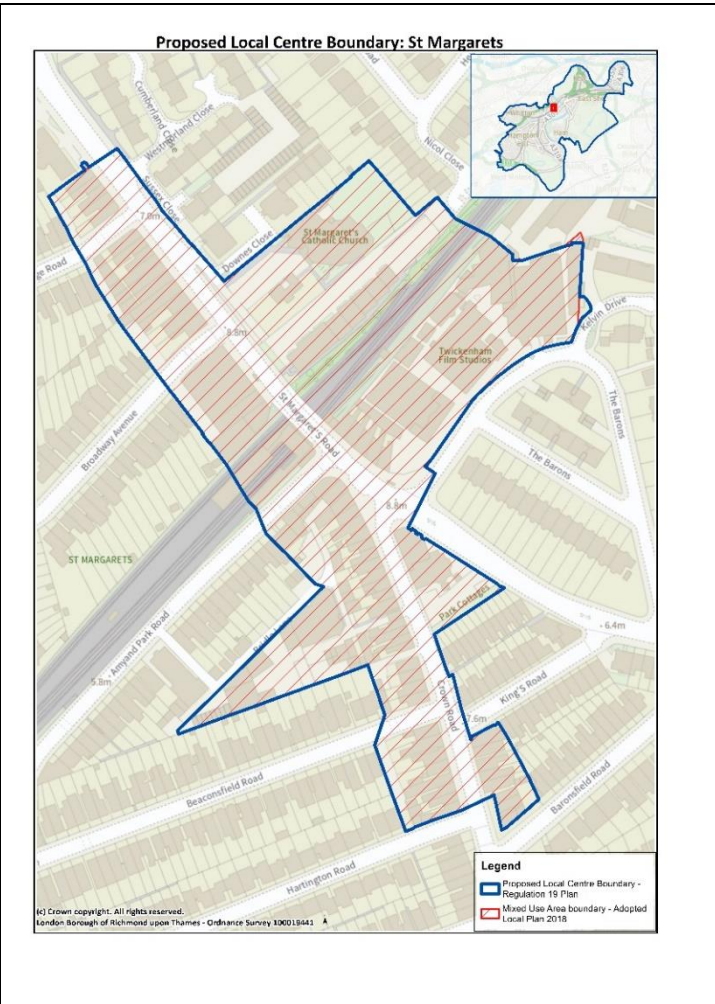 Proposed Local Centre Boundary: St Margarets
Cumberland Close
Westmorland Close
Sussex Close
7.0m
Nicol Close
Downes Close
St Margaret's
Catholic Church
Road
Kelvin Drive
8.8m
Twickenham
Film Studios
The Barons
St Margaret's Road
Broadway Avenue
The Barons
8.8m
ST MARGARETS
Park Cottages
6.4m
Amyand Park Road
5.8m
Crown Road
King's Road
7.6m
Beaconsfield Road
Baronsfield Road
Hartington Road
Legend
Proposed Local Centre Boundary -
Regulation 19 Plan
Mixed Use Area boundary - Adopted
Local Plan 2018
(c) Crown copyright. All rights reserved.
London Borough of Richmond upon Thames - Ordnance Survey 100019441